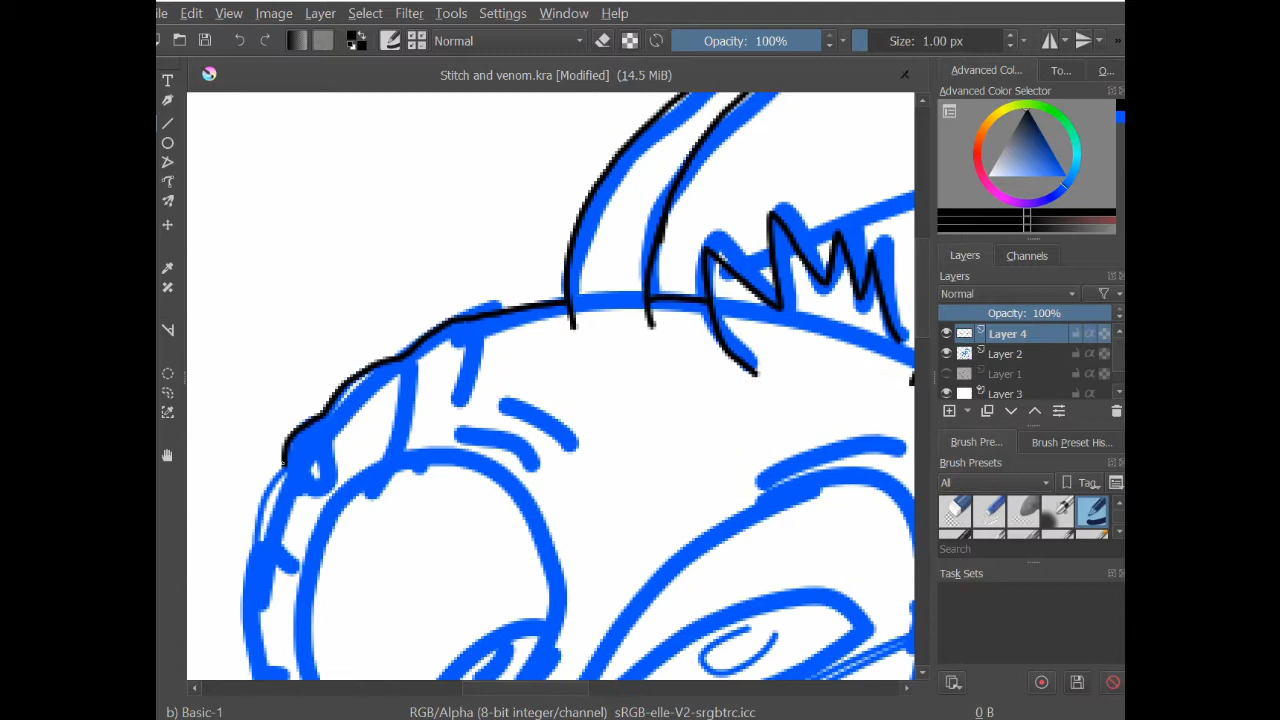 ile Edit View Image Layer Select Filter Tools Settings Window Help
Normal Opacity: 100% Size: 1.00 px »
Stitch and venom.kra [Modified] (14.5 MiB)
Advanced Col... To... O...
Advanced Color Selector
Layers Channels
Layers
Normal
Opacity: 100%
Layer 4
Layer 2
Layer 1
Layer 3
Brush Pre... Brush Preset His...
Brush Presets
All Tag
Search
Task Sets
b) Basic-1 RGB/Alpha (8-bit integer/channel) sRGB-elle-V2-srgbtrc.icc 0 B